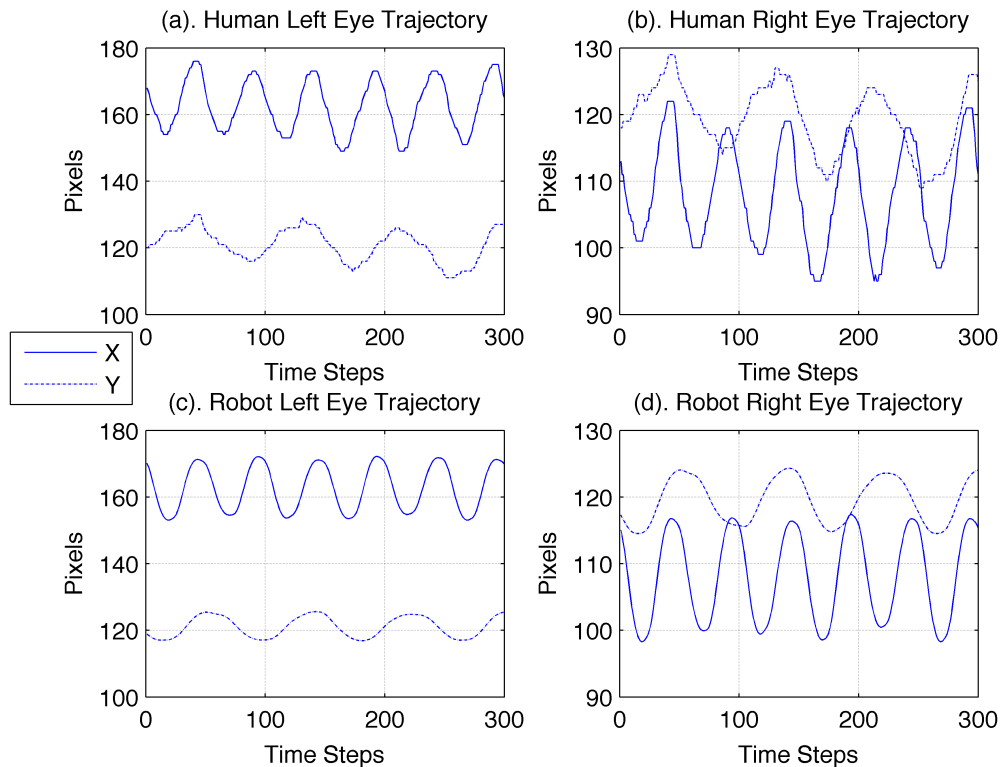 (a). Human Left Eye Trajectory
180
160
140
120
100
Pixels
0
100
200
300
Time Steps
(b). Human Right Eye Trajectory
130
120
110
100
90
Pixels
0
100
200
300
Time Steps
X
Y
(c). Robot Left Eye Trajectory
180
160
140
120
100
Pixels
0
100
200
300
Time Steps
(d). Robot Right Eye Trajectory
130
120
110
100
90
Pixels
0
100
200
300
Time Steps